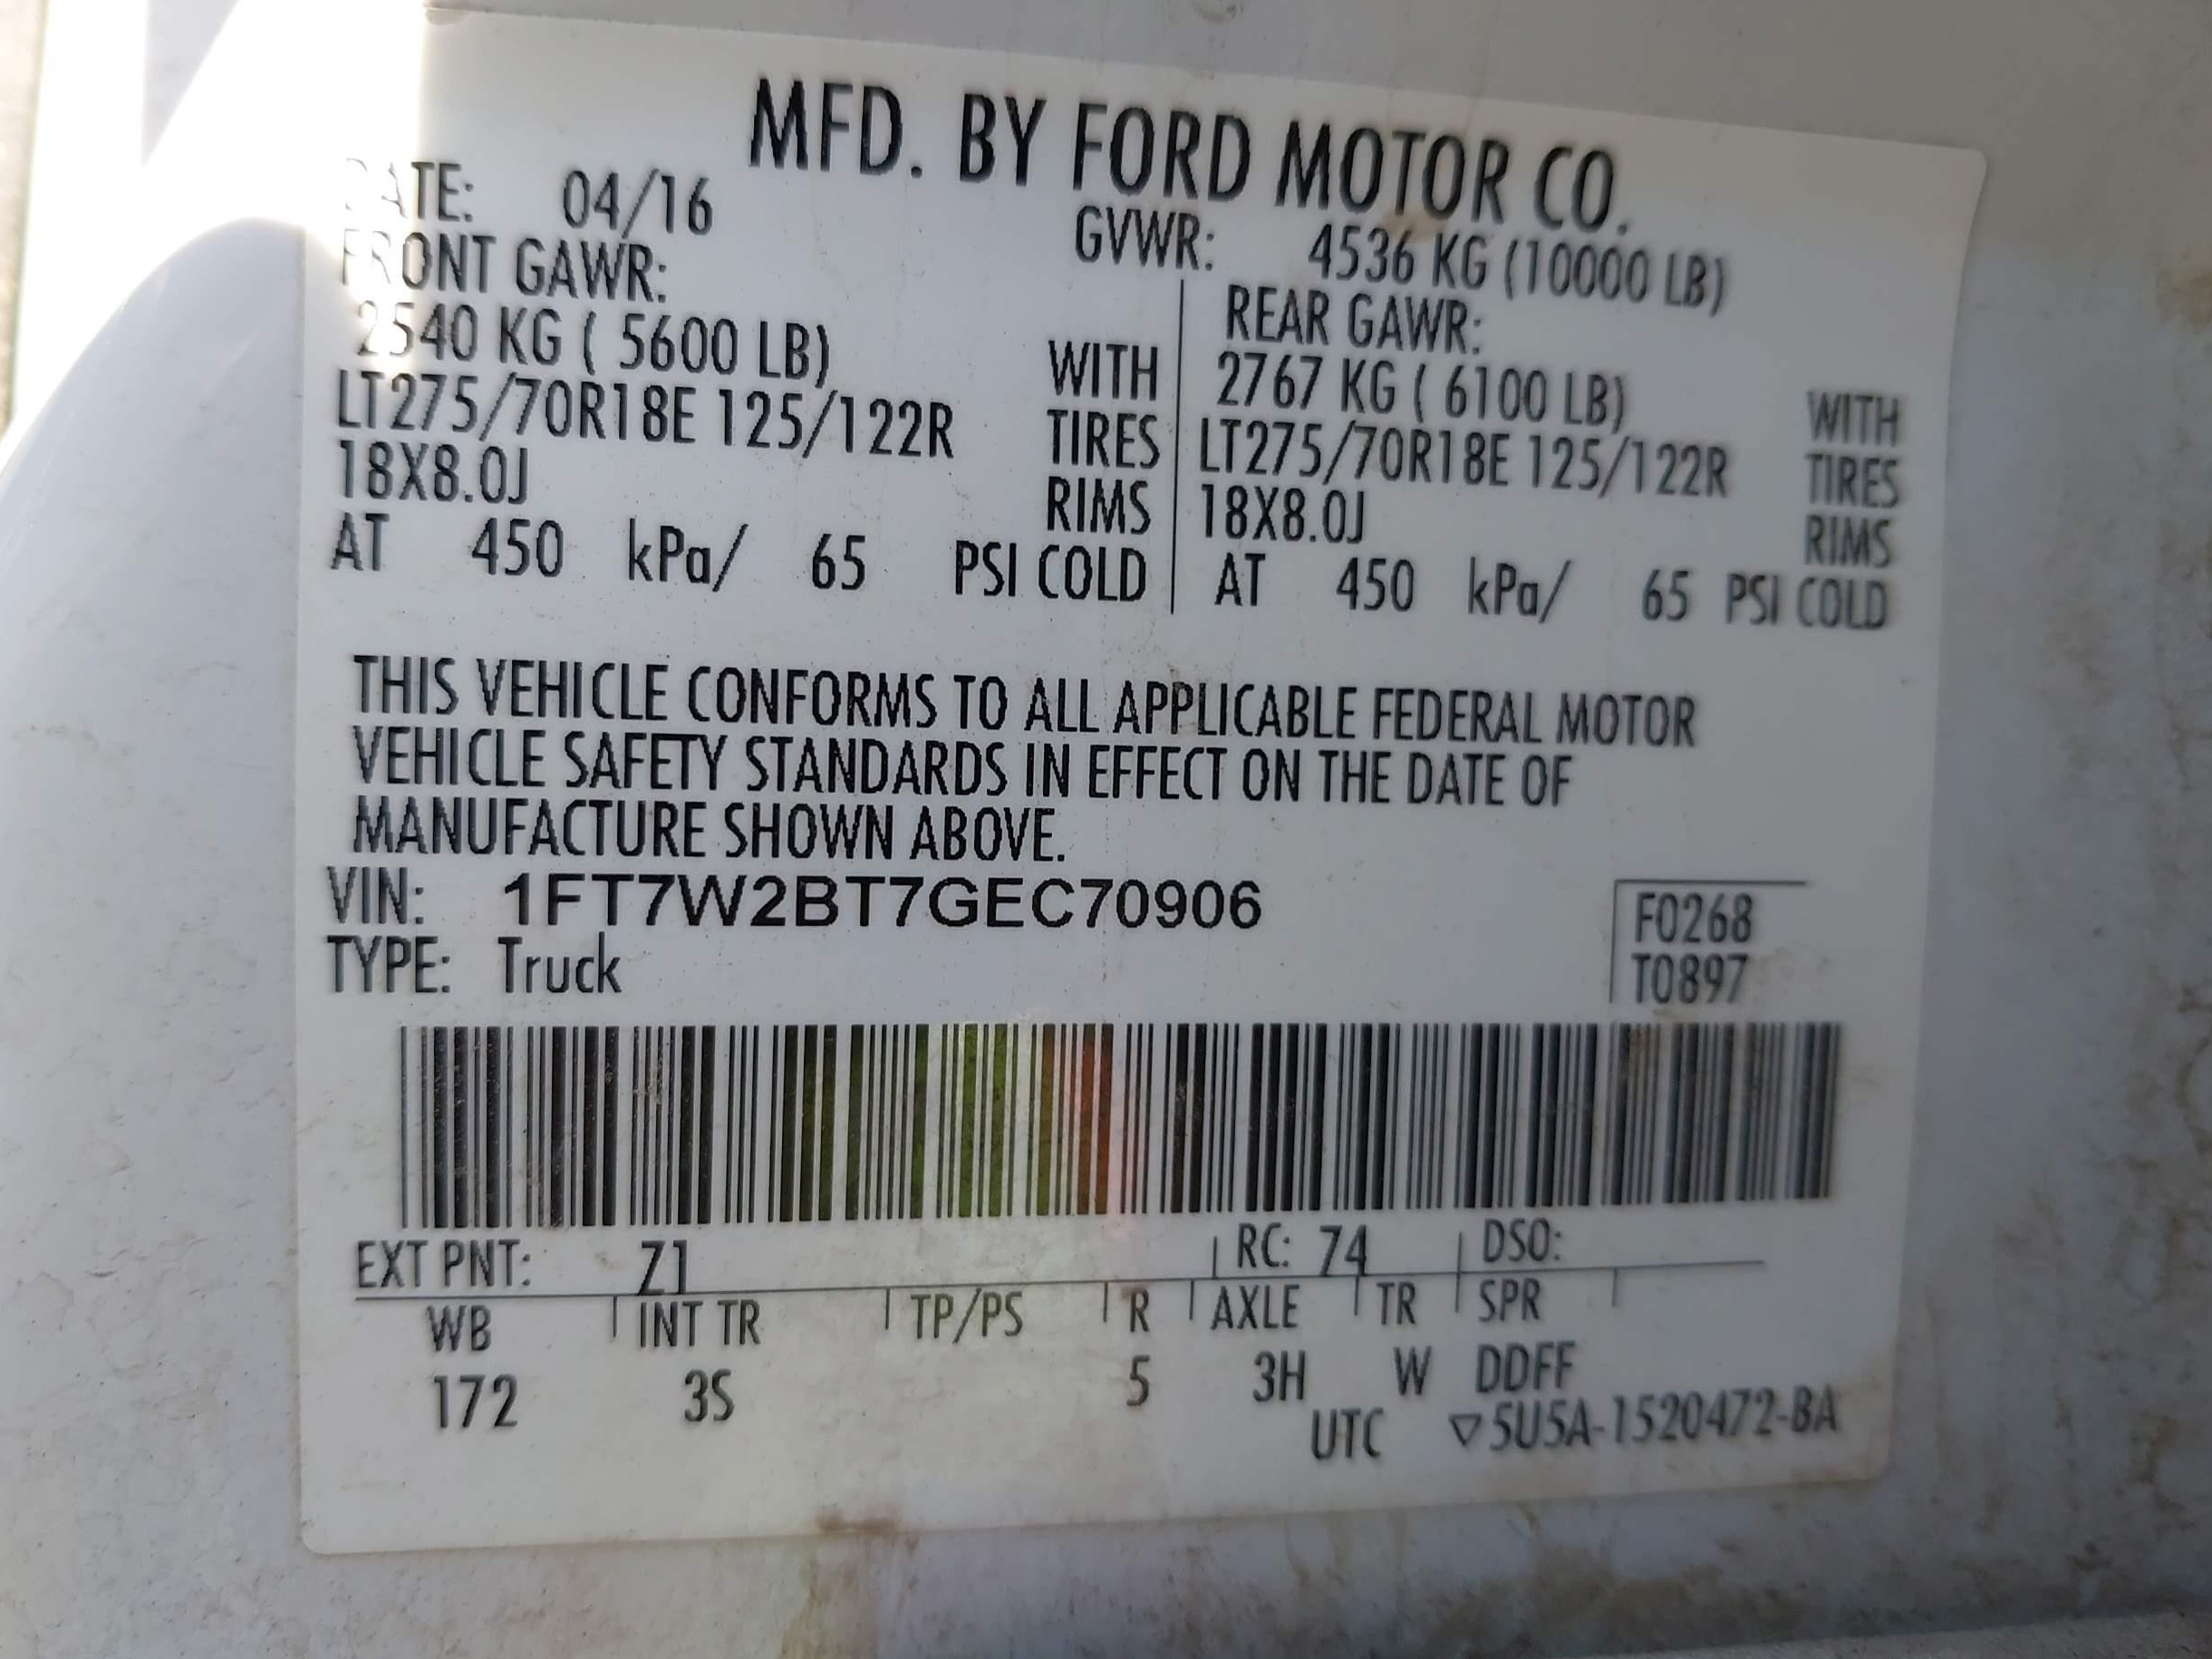 MFD. BY FORD MOTOR CO.
DATE: 04/16 GVWR: 4536 KG (10000 LB)
FRONT GAWR: REAR GAWR:
2540 KG ( 5600 LB) WITH 2767 KG ( 6100 LB) WITH
LT275/70R18E 125/122R TIRES LT275/70R18E 125/122R TIRES
18X8.0J RIMS 18X8.0J RIMS
AT 450 kPa/ 65 PSI COLD AT 450 kPa/ 65 PSI COLD
THIS VEHICLE CONFORMS TO ALL APPLICABLE FEDERAL MOTOR
VEHICLE SAFETY STANDARDS IN EFFECT ON THE DATE OF
MANUFACTURE SHOWN ABOVE.
VIN: 1FT7W2BT7GEC70906 F0268
TYPE: Truck T0897
EXT PNT: Z1 RC: 74 DSO:
WB INT TR TP/PS R AXLE TR SPR
172 3S 5 3H W DDFF
UTC ▽5U5A-1520472-BA